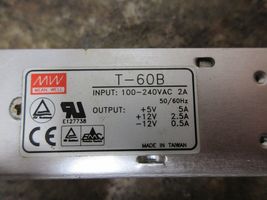 MW
MEAN WELL
T-60B
INPUT: 100-240VAC 2A
50/60Hz
OUTPUT: +5V 5A
+12V 2.5A
-12V 0.5A
E127738
MADE IN TAIWAN